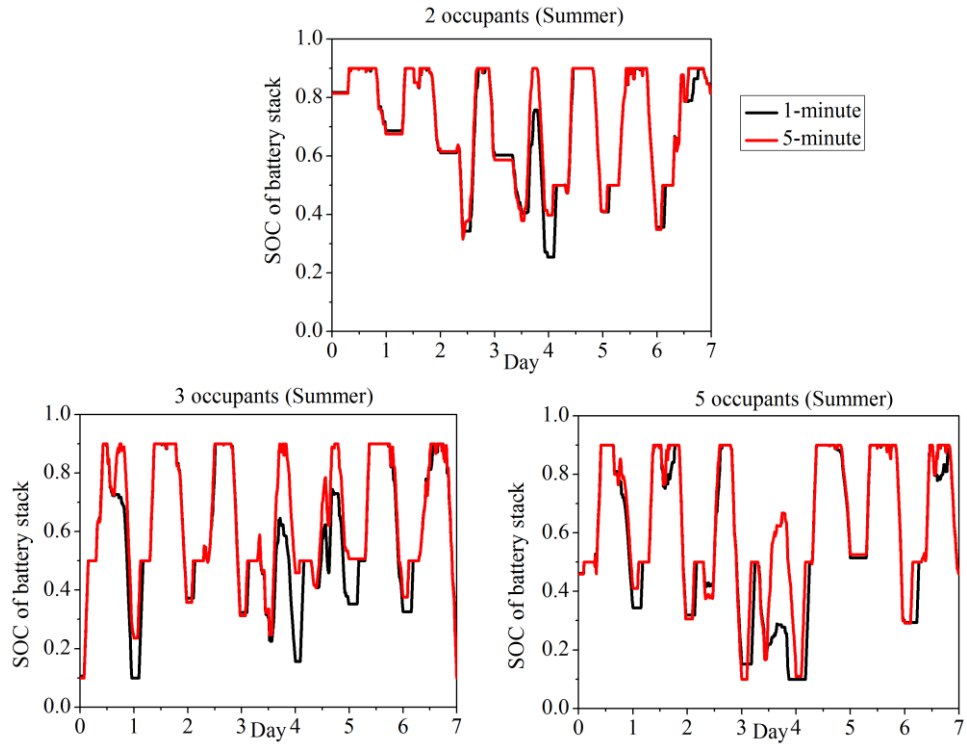 2 occupants (Summer)
1.0
0.8
0.6
0.4
0.2
0.0
SOC of battery stack
0 1 2 3 4 5 6 7
Day
1-minute
5-minute
3 occupants (Summer)
1.0
0.8
0.6
0.4
0.2
0.0
SOC of battery stack
0 1 2 3 4 5 6 7
Day
5 occupants (Summer)
1.0
0.8
0.6
0.4
0.2
0.0
SOC of battery stack
0 1 2 3 4 5 6 7
Day